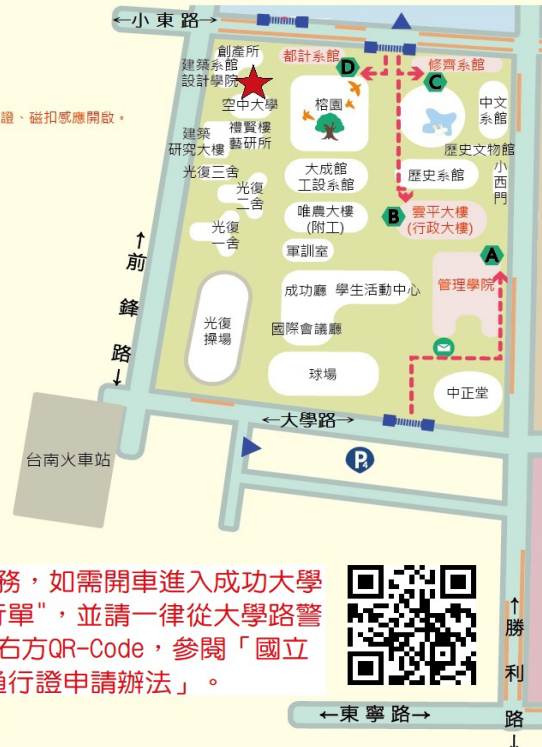 ←小東路→
創產所
都計系館
修齊系館
建築系館
設計學院
D
C
證、磁扣感應開啟。
空中大學
榕園
中文
系館
建築
研究大樓
禮賢樓
藝研所
歷史文物館
光復三舍
大成館
工設系館
歷史系館
小西門
光復
二舍
唯農大樓
(附工)
B
雲平大樓
(行政大樓)
光復
一舍
軍訓室
A
↑前鋒路↓
成功廳
學生活動中心
管理學院
光復
操場
國際會議廳
球場
中正堂
←大學路→
台南火車站
P4
務，如需開車進入成功大學
行單"，並請一律從大學路警
右方QR-Code，參閱「國立
通行證申請辦法」。
↑勝利路↓
←東寧路→